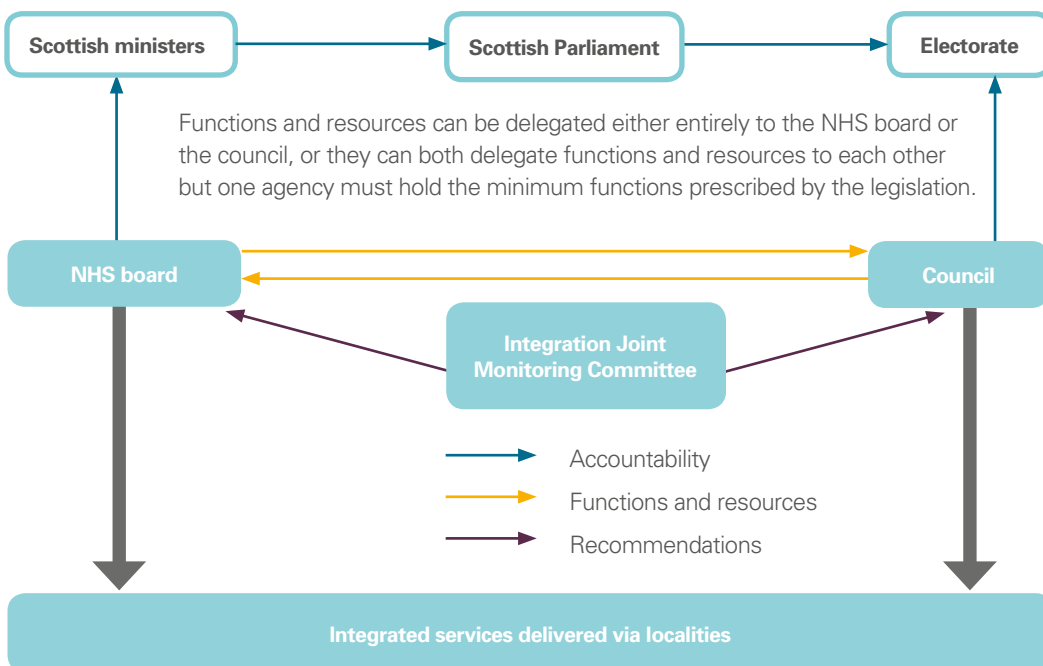 Scottish ministers
Scottish Parliament
Electorate
Functions and resources can be delegated either entirely to the NHS board or
the council, or they can both delegate functions and resources to each other
but one agency must hold the minimum functions prescribed by the legislation.
NHS board
Council
Integration Joint
Monitoring Committee
Accountability
Functions and resources
Recommendations
Integrated services delivered via localities